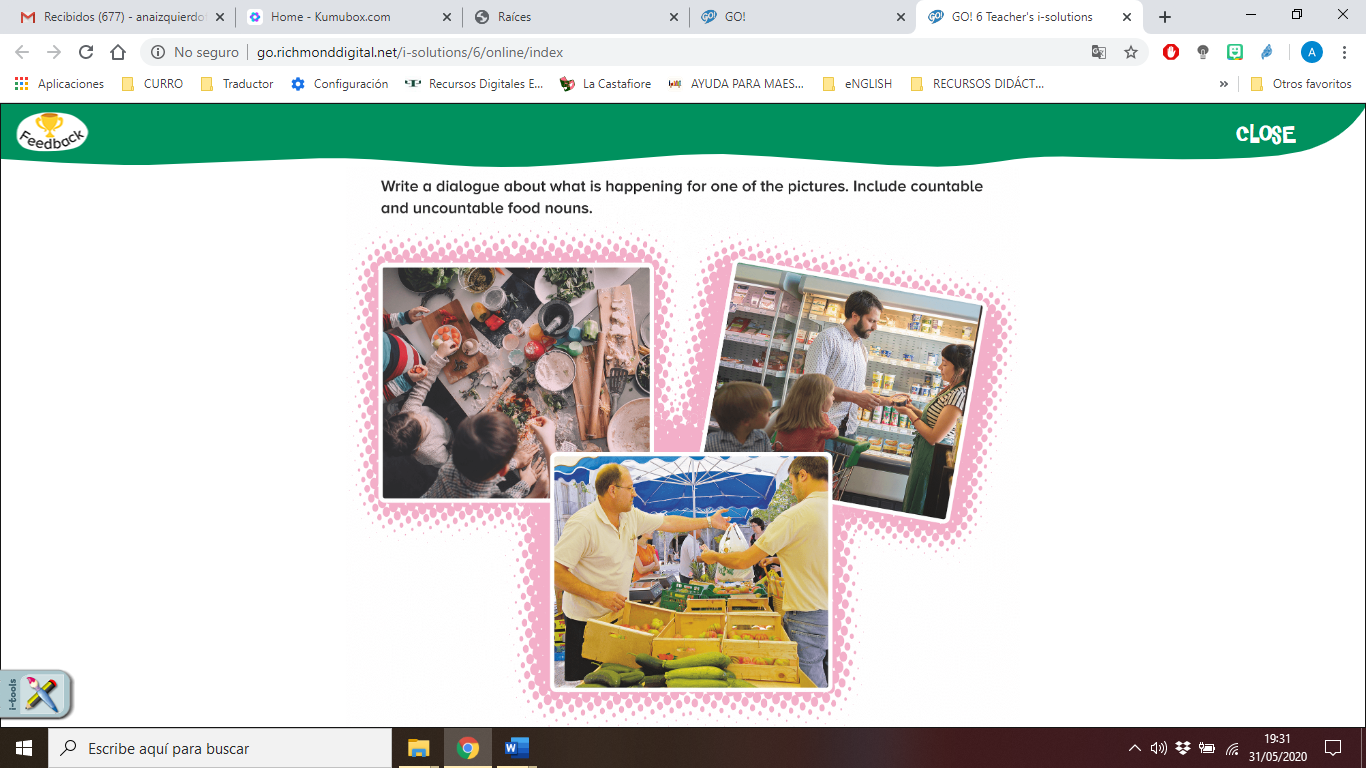 Recibidos (677) - anaizquierdo
Home - Kumubox.com
Raíces
GO!
GO! 6 Teacher's i-solutions
No seguro
go.richmonddigital.net/i-solutions/6/online/index
A
Aplicaciones
CURRO
Traductor
Configuración
Recursos Digitales E...
La Castafiore
AYUDA PARA MAES...
eNGLISH
RECURSOS DIDÁCT...
»
Otros favoritos
Feedback
CLOSE
Write a dialogue about what is happening for one of the pictures. Include countable
and uncountable food nouns.
i-tools
Escribe aquí para buscar
19:31
31/05/2020